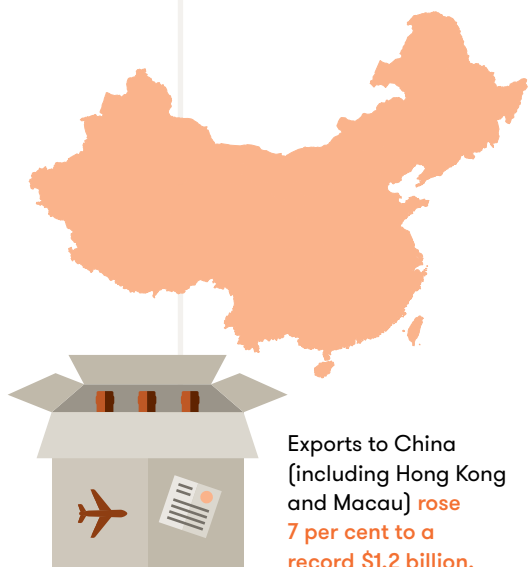 Exports to China
(including Hong Kong
and Macau) rose
7 per cent to a
record $1.2 billion.